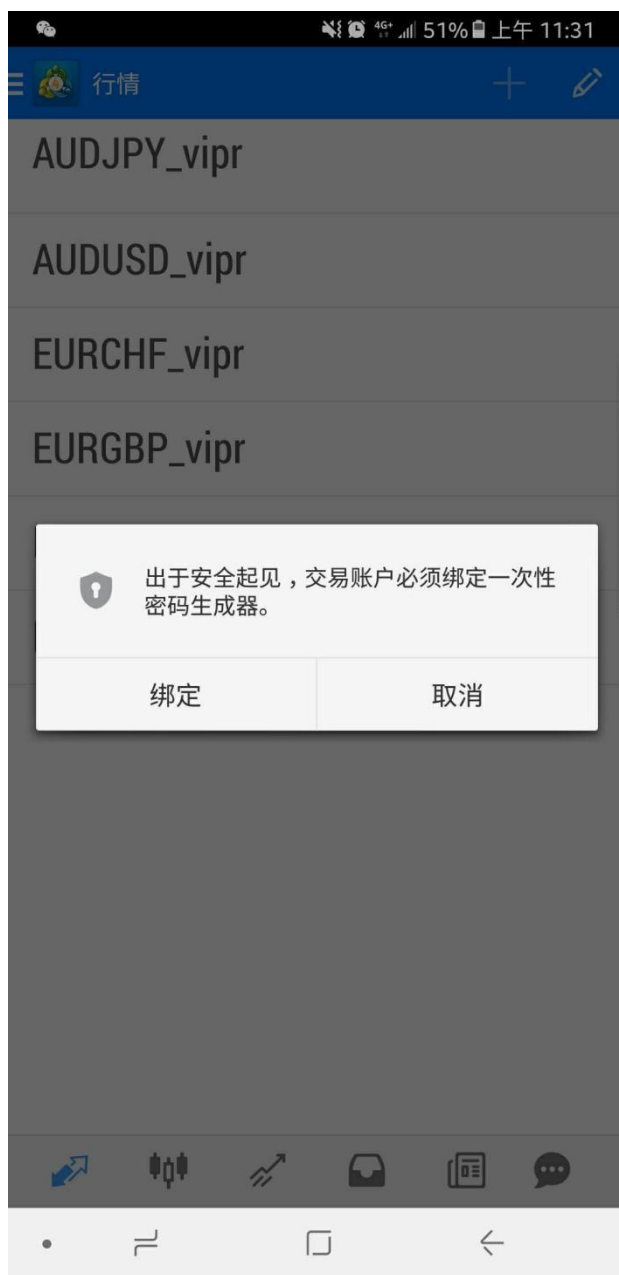 4G+ 51% 上午 11:31
行情
AUDJPY_vipr
AUDUSD_vipr
EURCHF_vipr
EURGBP_vipr
出于安全起见，交易账户必须绑定一次性
密码生成器。
绑定 取消